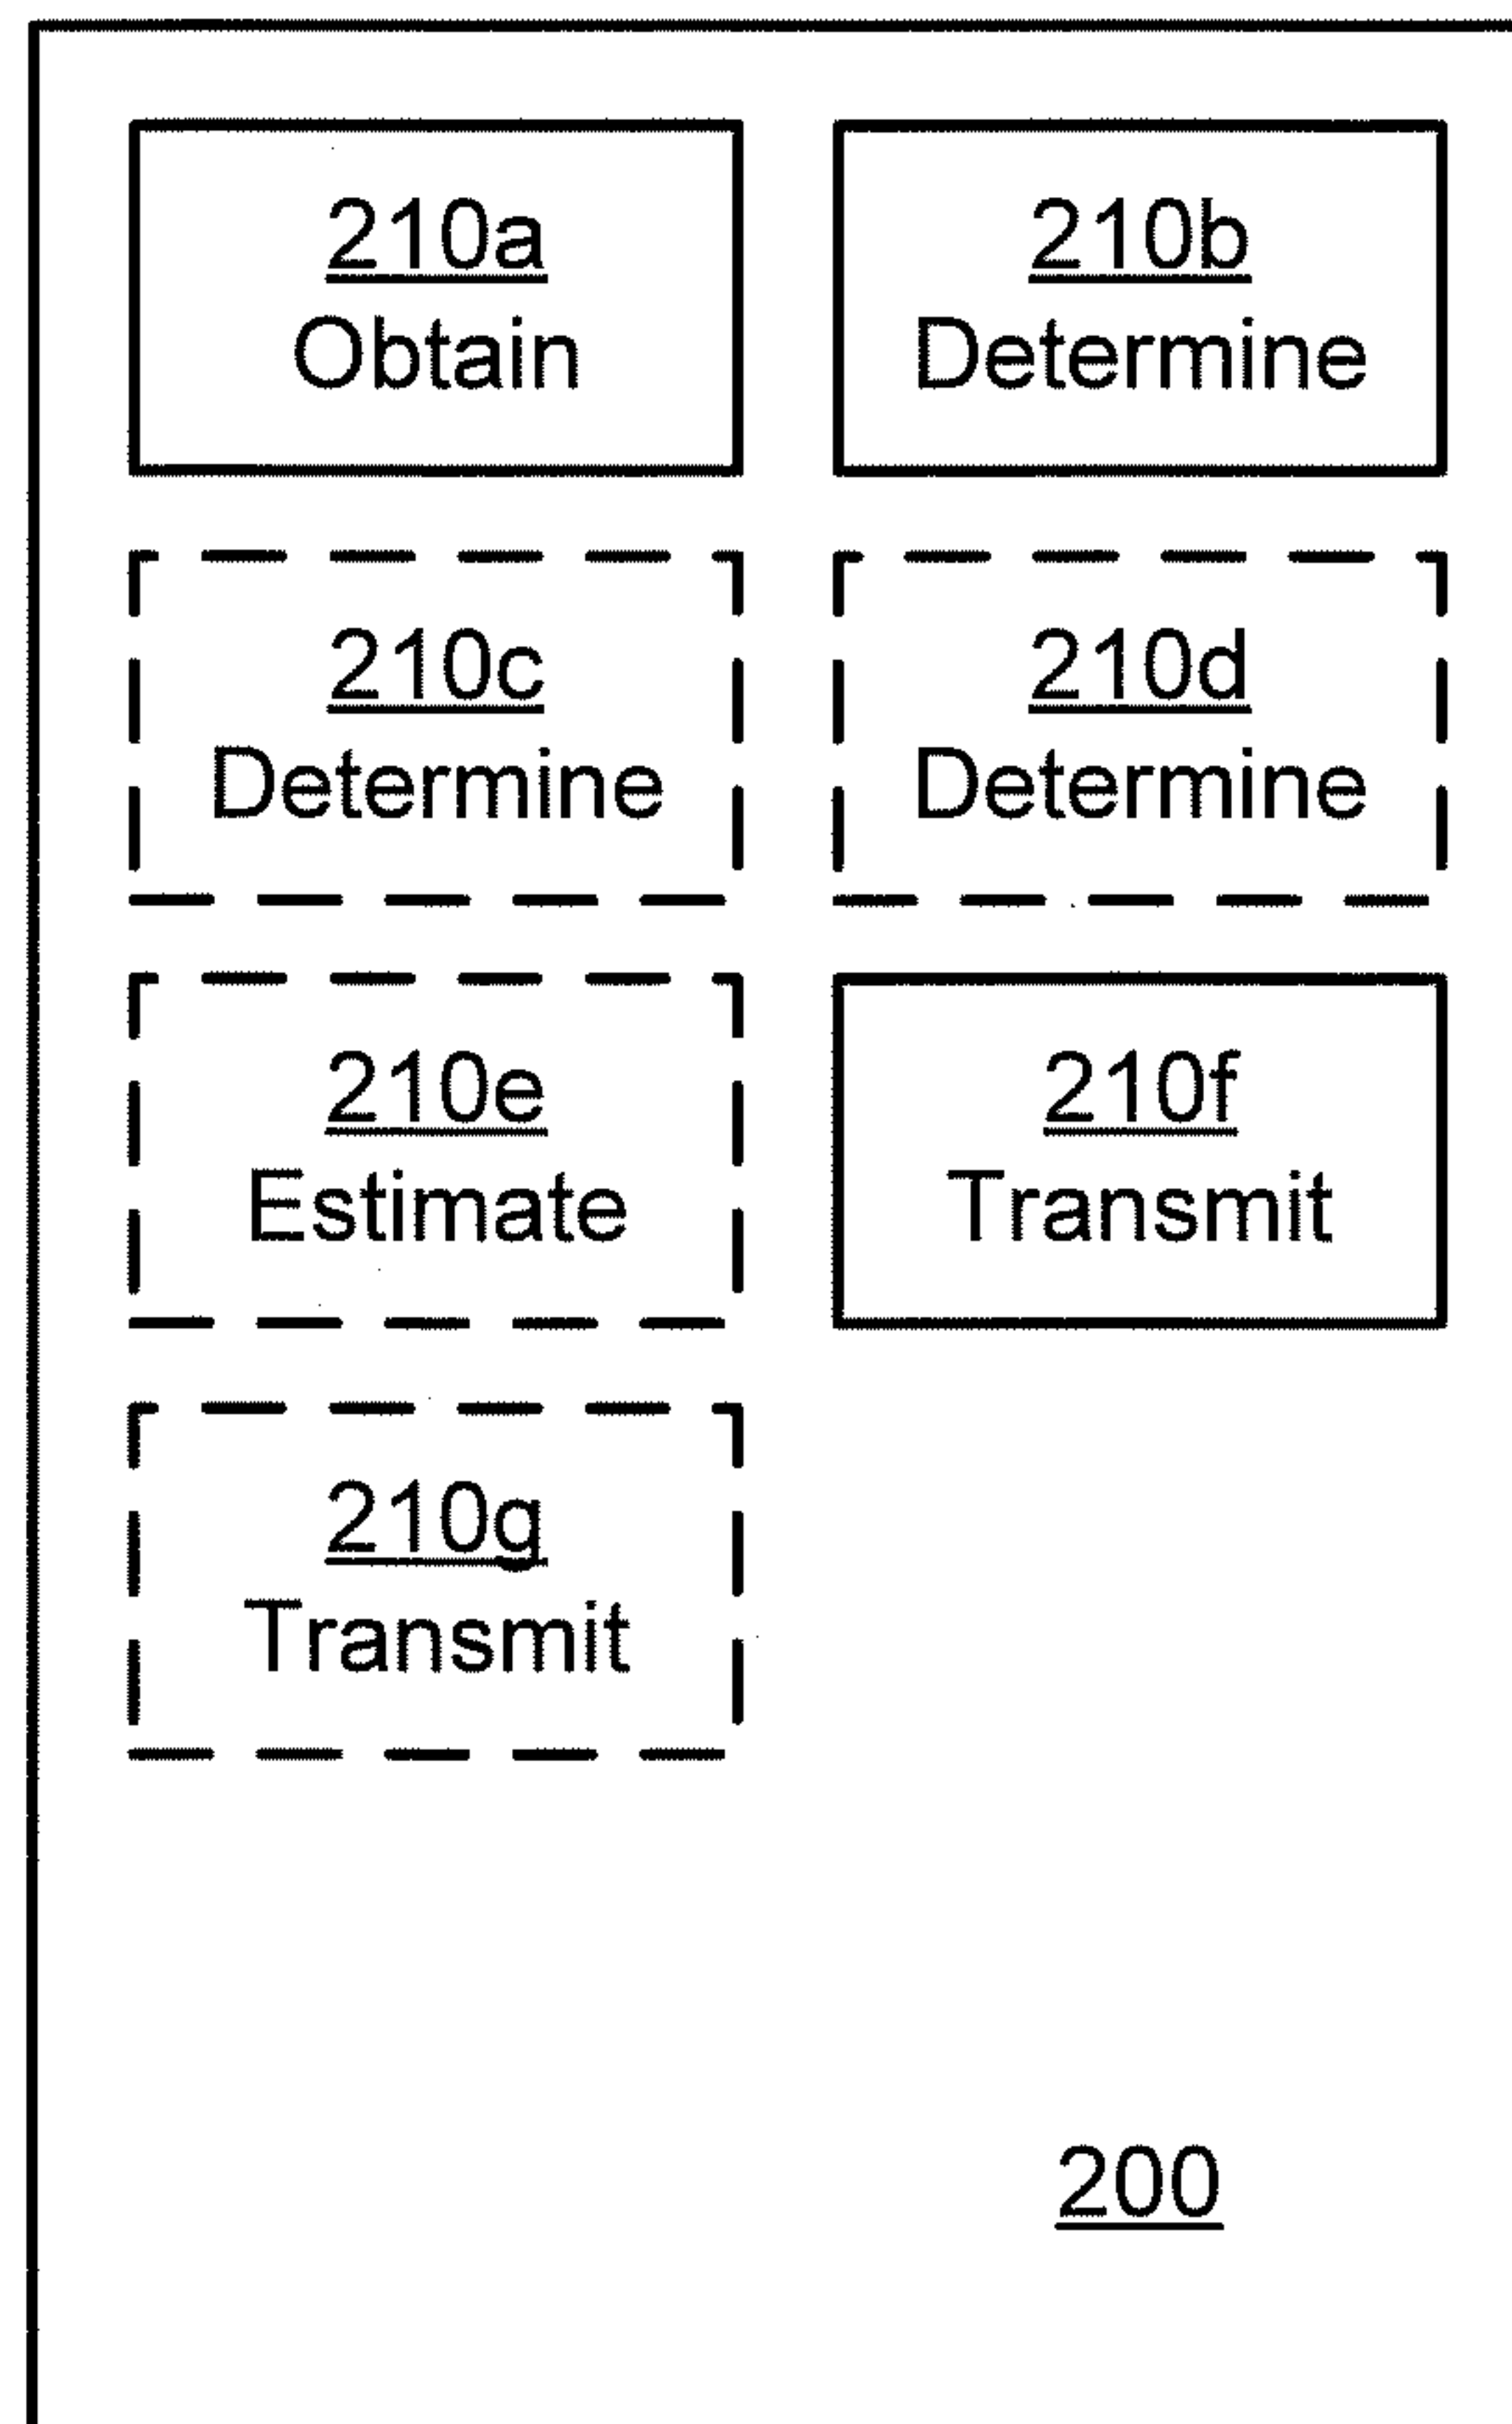 210a
Obtain
210b
Determine
210c
Determine
210d
Determine
210e
Estimate
210f
Transmit
210g
Transmit
200